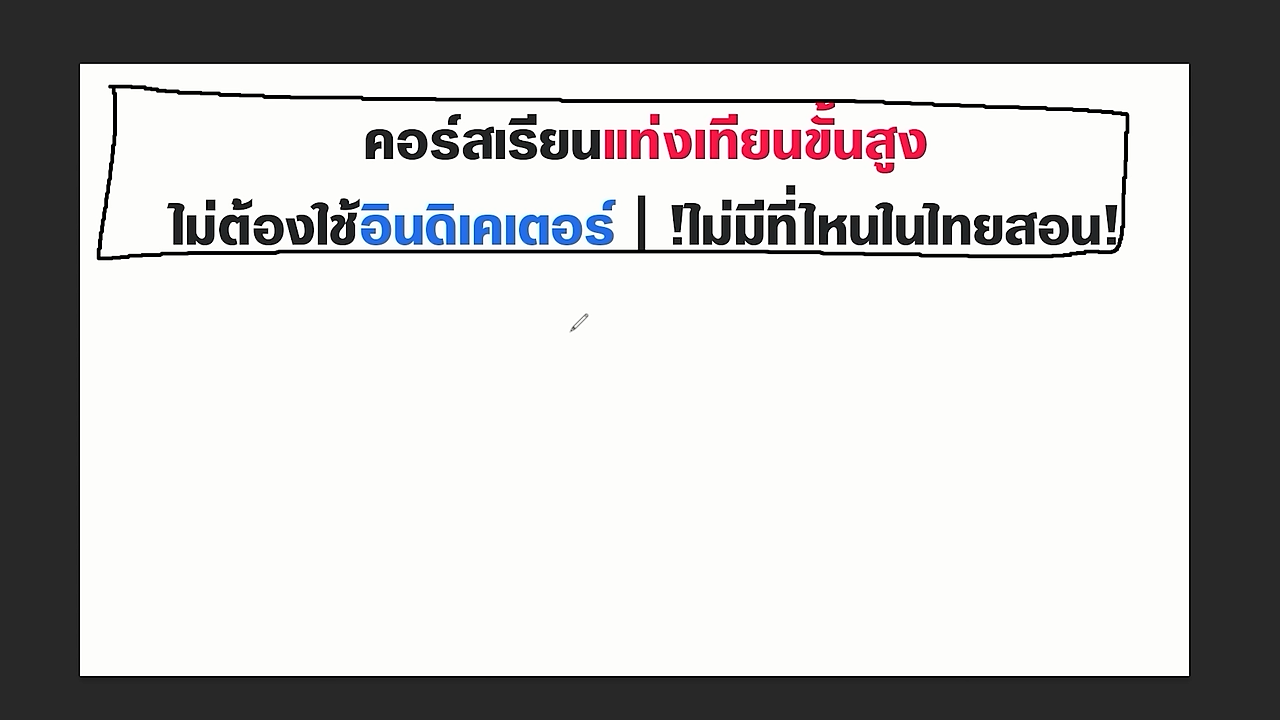 คอร์สเรียนแท่งเทียนขั้นสูง
ไม่ต้องใช้อินดิเคเตอร์ | !ไม่มีที่ไหนในไทยสอน!